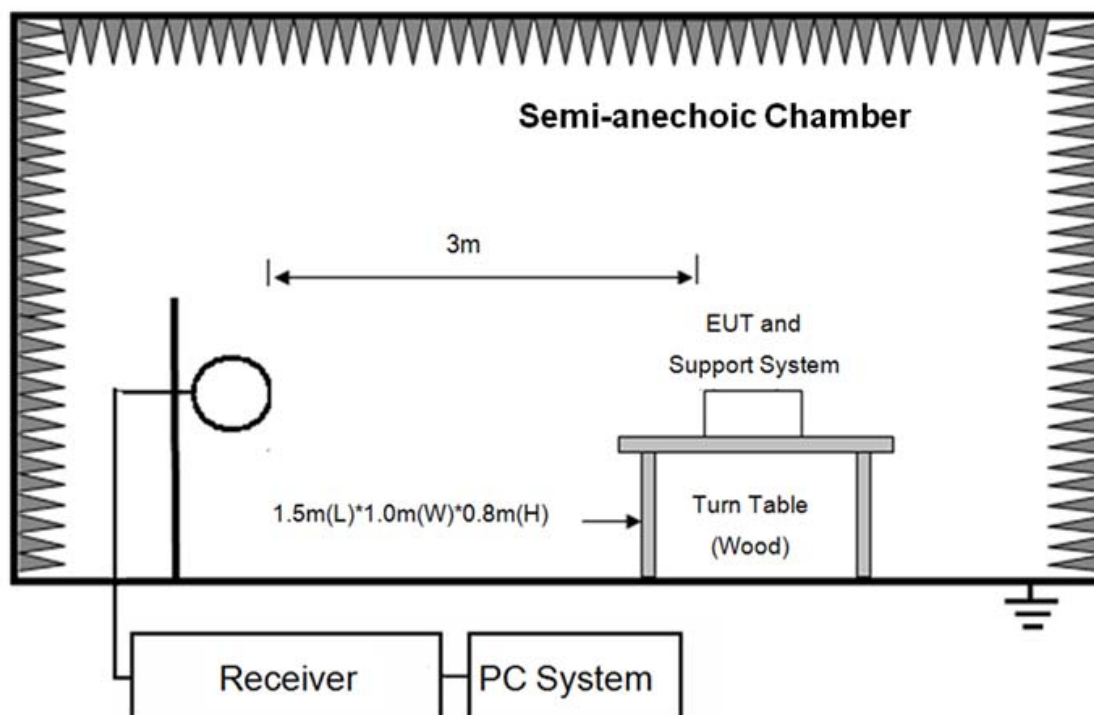 Semi-anechoic Chamber
3m
EUT and
Support System
1.5m(L)*1.0m(W)*0.8m(H)
Turn Table
(Wood)
Receiver
PC System